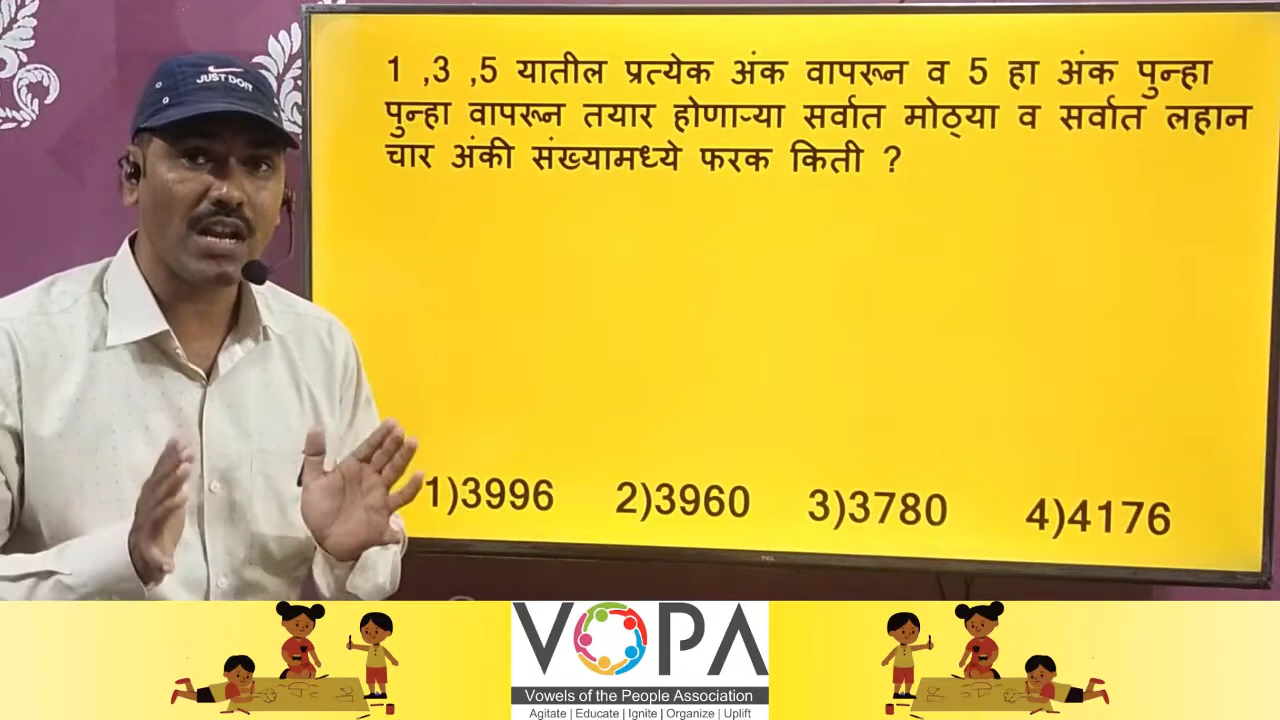 JUST DO IT
1 ,3 ,5 यातील प्रत्येक अंक वापरून व 5 हा अंक पुन्हा
पुन्हा वापरून तयार होणाऱ्या सर्वात मोठ्या व सर्वात लहान
चार अंकी संख्यामध्ये फरक किती ?
1)3996 2)3960 3)3780 4)4176
TCL
VOPA
Vowels of the People Association
Agitate | Educate | Ignite | Organize | Uplift